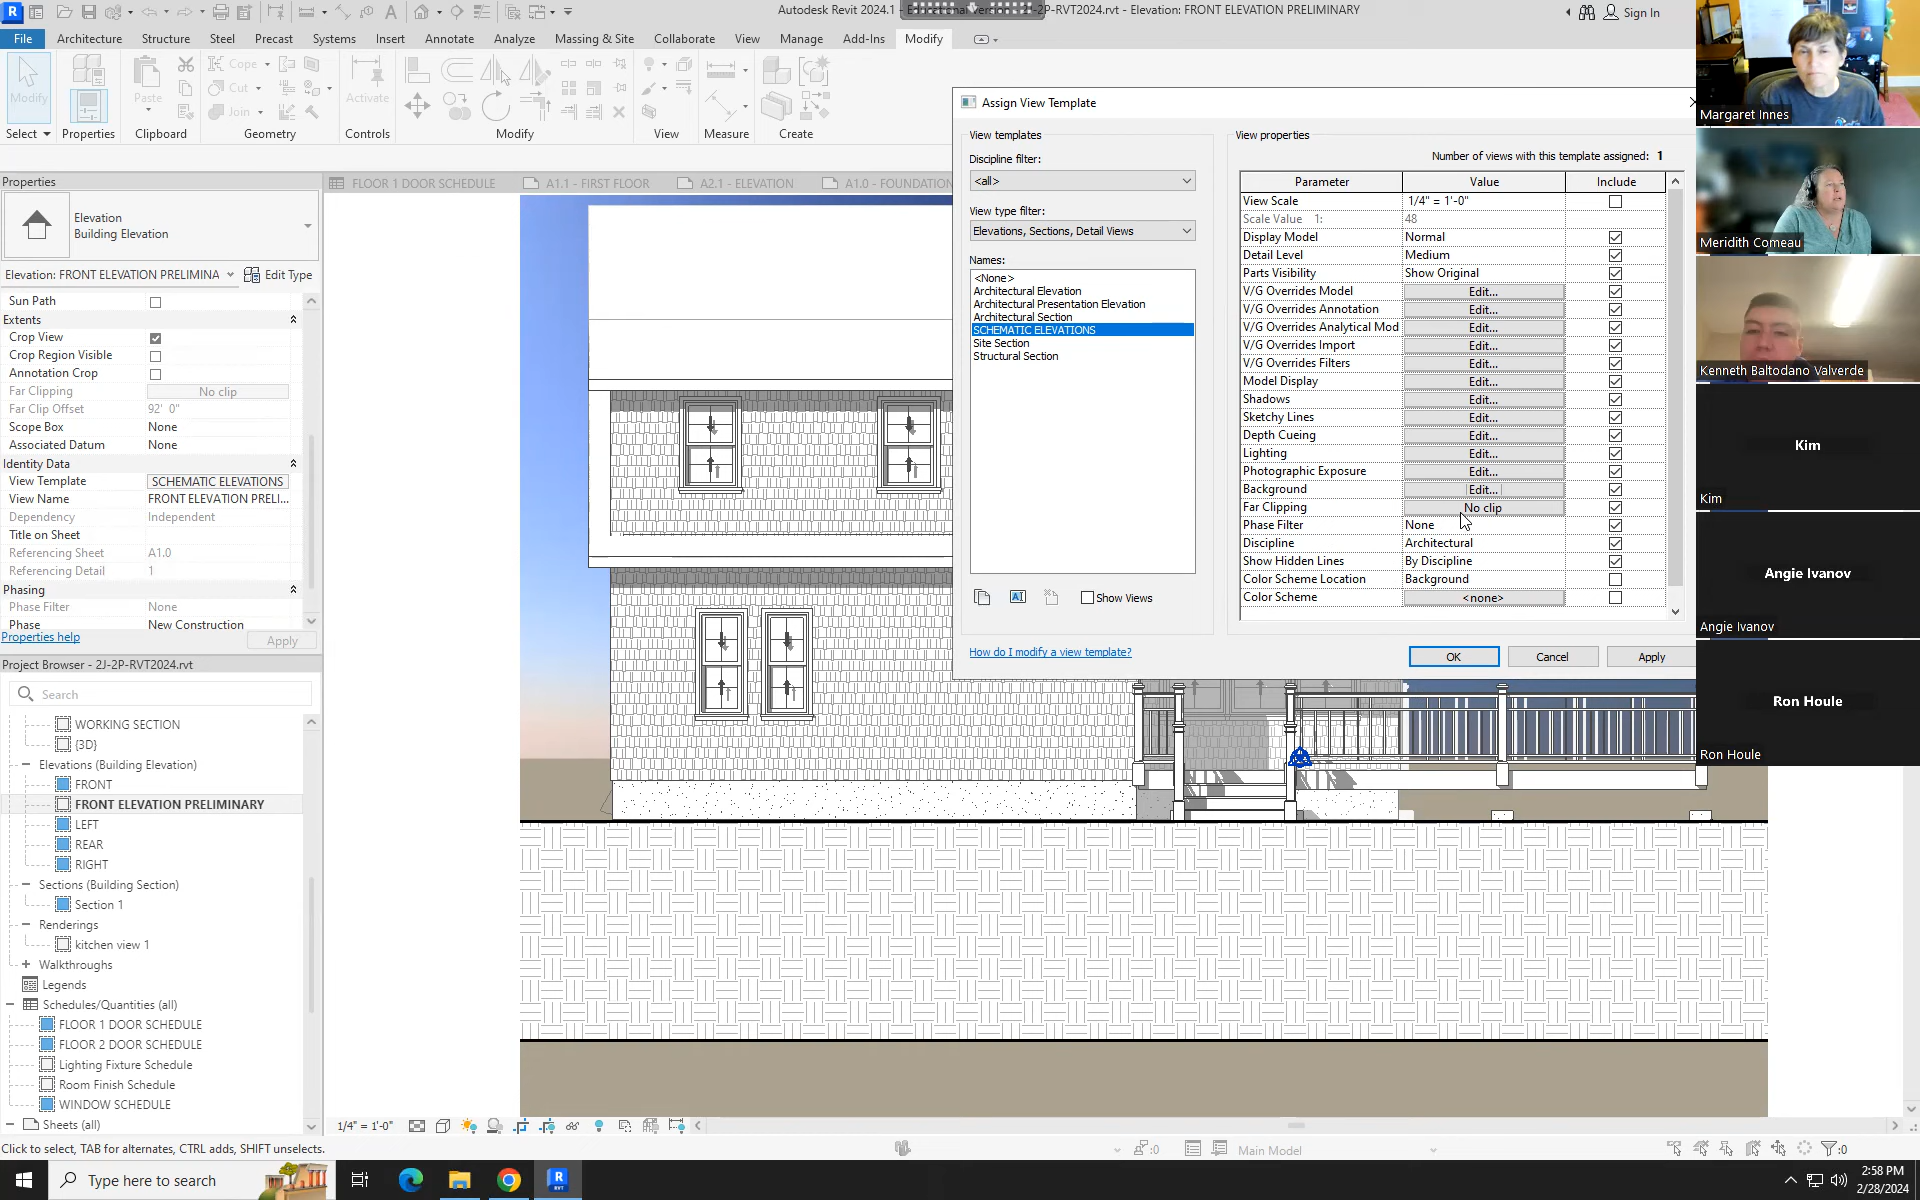 Autodesk Revit 2024.1 - Educational Version - 2J-2P-RVT2024.rvt - Elevation: FRONT ELEVATION PRELIMINARY
Sign In
File Architecture Structure Steel Precast Systems Insert Annotate Analyze Massing & Site Collaborate View Manage Add-Ins Modify
Modify
Paste
Cope
Cut
Join
Activate
Select Properties Clipboard Geometry Controls Modify View Measure Create
Properties
FLOOR 1 DOOR SCHEDULE A1.1 - FIRST FLOOR A2.1 - ELEVATION A1.0 - FOUNDATION
Elevation
Building Elevation
Elevation: FRONT ELEVATION PRELIMINA Edit Type
Sun Path
Extents
Crop View
Crop Region Visible
Annotation Crop
Far Clipping No clip
Far Clip Offset 92' 0"
Scope Box None
Associated Datum None
Identity Data
View Template SCHEMATIC ELEVATIONS
View Name FRONT ELEVATION PRELI...
Dependency Independent
Title on Sheet
Referencing Sheet A1.0
Referencing Detail 1
Phasing
Phase Filter None
Phase New Construction
Properties help Apply
Project Browser - 2J-2P-RVT2024.rvt
Search
WORKING SECTION
{3D}
Elevations (Building Elevation)
FRONT
FRONT ELEVATION PRELIMINARY
LEFT
REAR
RIGHT
Sections (Building Section)
Section 1
Renderings
kitchen view 1
Walkthroughs
Legends
Schedules/Quantities (all)
FLOOR 1 DOOR SCHEDULE
FLOOR 2 DOOR SCHEDULE
Lighting Fixture Schedule
Room Finish Schedule
WINDOW SCHEDULE
Sheets (all)
Assign View Template
View templates
Discipline filter:
<all>
View type filter:
Elevations, Sections, Detail Views
Names:
<None>
Architectural Elevation
Architectural Presentation Elevation
Architectural Section
SCHEMATIC ELEVATIONS
Site Section
Structural Section
Show Views
How do I modify a view template?
View properties
Number of views with this template assigned: 1
Parameter Value Include
View Scale 1/4" = 1'-0"
Scale Value 1: 48
Display Model Normal
Detail Level Medium
Parts Visibility Show Original
V/G Overrides Model Edit...
V/G Overrides Annotation Edit...
V/G Overrides Analytical Mod Edit...
V/G Overrides Import Edit...
V/G Overrides Filters Edit...
Model Display Edit...
Shadows Edit...
Sketchy Lines Edit...
Depth Cueing Edit...
Lighting Edit...
Photographic Exposure Edit...
Background Edit...
Far Clipping No clip
Phase Filter None
Discipline Architectural
Show Hidden Lines By Discipline
Color Scheme Location Background
Color Scheme <none>
OK Cancel Apply
Margaret Innes
Meridith Comeau
Kenneth Baltodano Valverde
Kim
Kim
Angie Ivanov
Angie Ivanov
Ron Houle
Ron Houle
1/4" = 1'-0"
Click to select, TAB for alternates, CTRL adds, SHIFT unselects.
:0 Main Model :0
Type here to search
2:58 PM
2/28/2024